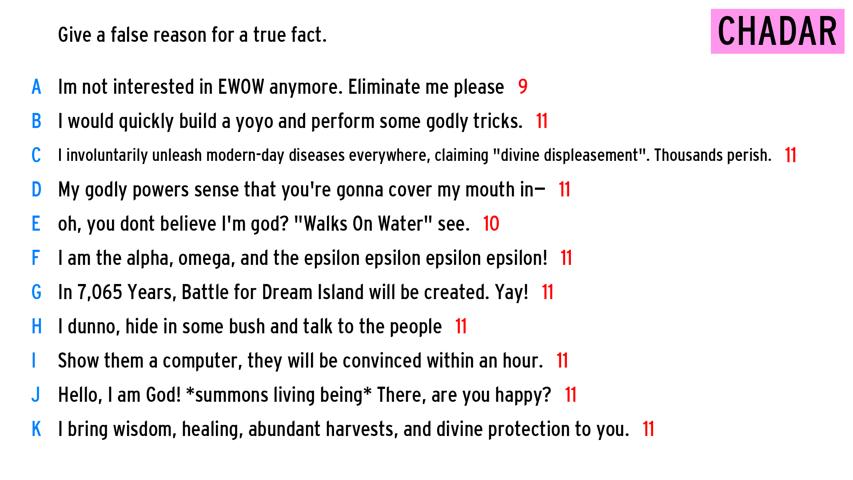 Give a false reason for a true fact.
CHADAR
A Im not interested in EWOW anymore. Eliminate me please 9
B I would quickly build a yoyo and perform some godly tricks. 11
C I involuntarily unleash modern-day diseases everywhere, claiming "divine displeasement". Thousands perish. 11
D My godly powers sense that you're gonna cover my mouth in— 11
E oh, you dont believe I'm god? "Walks On Water" see. 10
F I am the alpha, omega, and the epsilon epsilon epsilon epsilon! 11
G In 7,065 Years, Battle for Dream Island will be created. Yay! 11
H I dunno, hide in some bush and talk to the people 11
I Show them a computer, they will be convinced within an hour. 11
J Hello, I am God! *summons living being* There, are you happy? 11
K I bring wisdom, healing, abundant harvests, and divine protection to you. 11